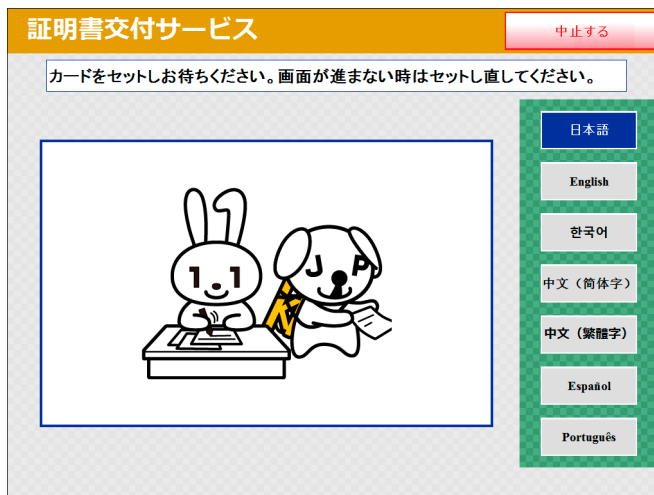 証明書交付サービス
中止する
カードをセットしお待ちください。画面が進まない時はセットし直してください。
日本語
English
한국어
中文（简体字）
中文（繁體字）
Español
Português
1 1
J P